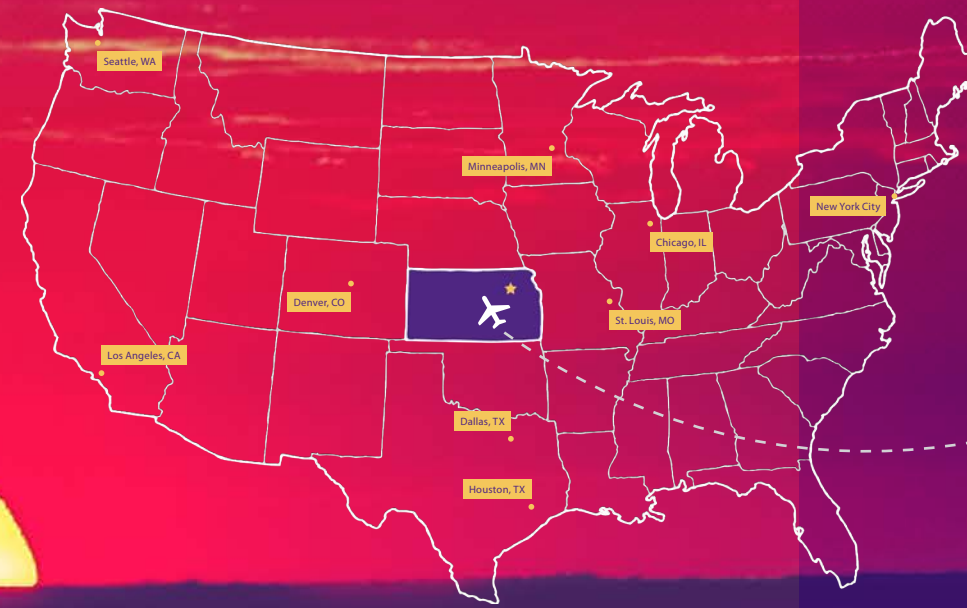 Seattle, WA
Minneapolis, MN
New York City
Chicago, IL
Denver, CO
St. Louis, MO
Los Angeles, CA
Dallas, TX
Houston, TX